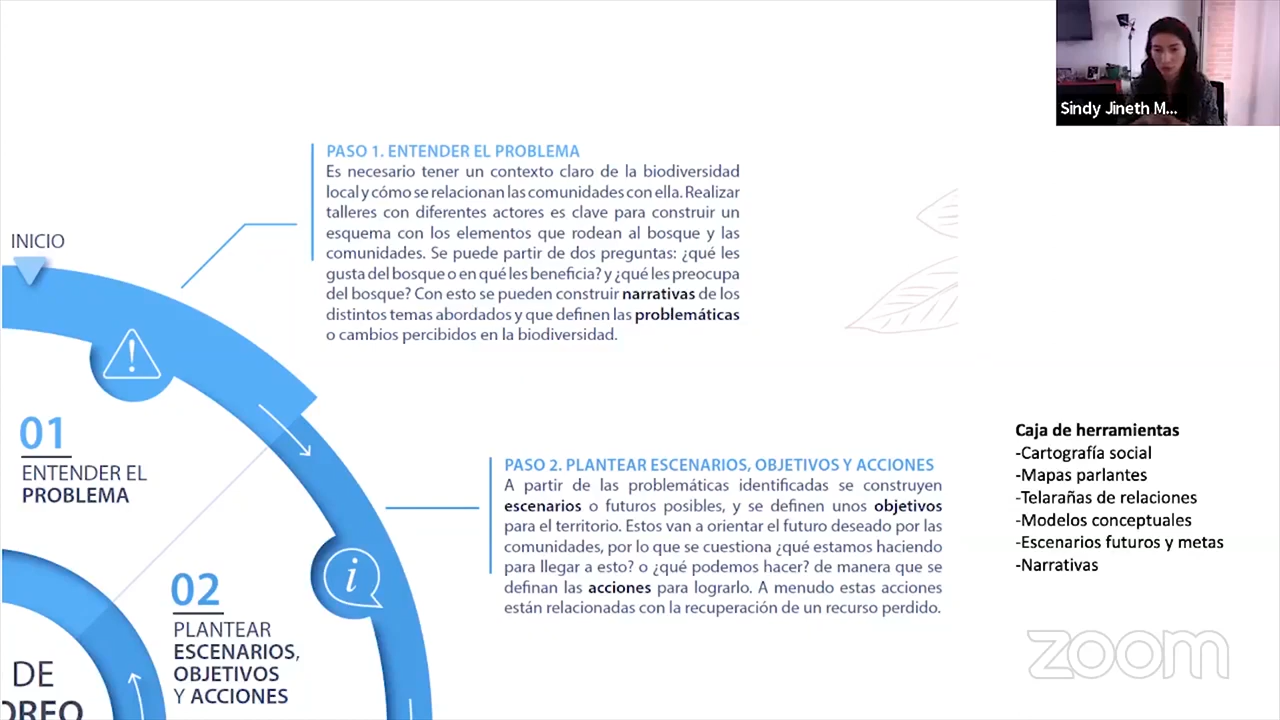 Sindy Jineth M...
PASO 1. ENTENDER EL PROBLEMA
Es necesario tener un contexto claro de la biodiversidad
local y cómo se relacionan las comunidades con ella. Realizar
talleres con diferentes actores es clave para construir un
esquema con los elementos que rodean al bosque y las
comunidades. Se puede partir de dos preguntas: ¿qué les
gusta del bosque o en qué les beneficia? y ¿qué les preocupa
del bosque? Con esto se pueden construir narrativas de los
distintos temas abordados y que definen las problemáticas
o cambios percibidos en la biodiversidad.
INICIO
01
ENTENDER EL
PROBLEMA
PASO 2. PLANTEAR ESCENARIOS, OBJETIVOS Y ACCIONES
A partir de las problemáticas identificadas se construyen
escenarios o futuros posibles, y se definen unos objetivos
para el territorio. Estos van a orientar el futuro deseado por las
comunidades, por lo que se cuestiona ¿qué estamos haciendo
para llegar a esto? o ¿qué podemos hacer? de manera que se
definan las acciones para lograrlo. A menudo estas acciones
están relacionadas con la recuperación de un recurso perdido.
02
PLANTEAR
ESCENARIOS,
OBJETIVOS
Y ACCIONES
DE
OREO
Caja de herramientas
-Cartografía social
-Mapas parlantes
-Telarañas de relaciones
-Modelos conceptuales
-Escenarios futuros y metas
-Narrativas
zoom